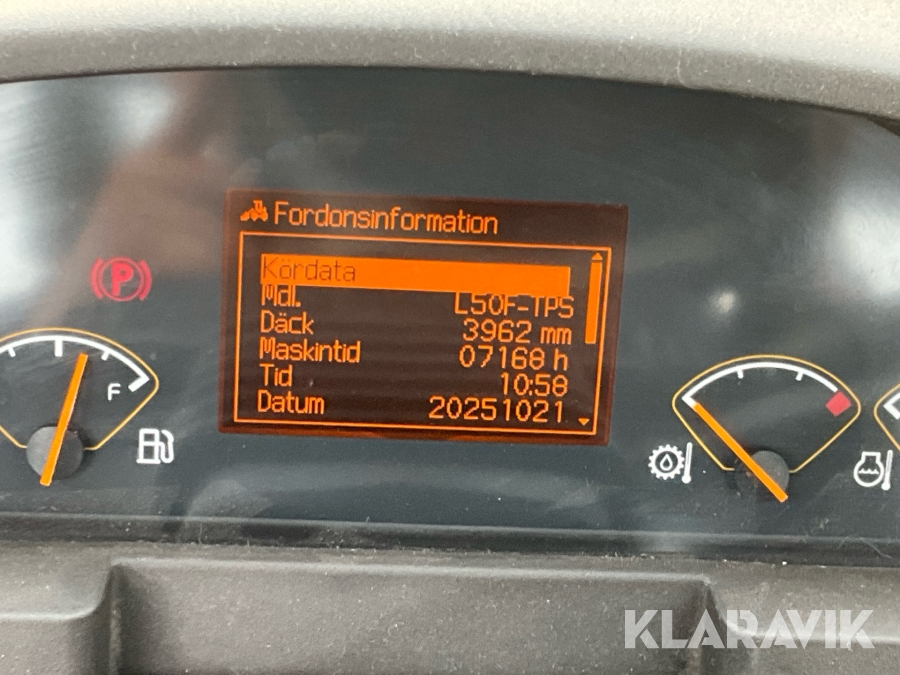 Fordonsinformation
Kördata
Mdl. L50F-TPS
Däck 3962 mm
Maskintid 07168 h
Tid 10:58
Datum 20251021
P
F
KLARAVIK